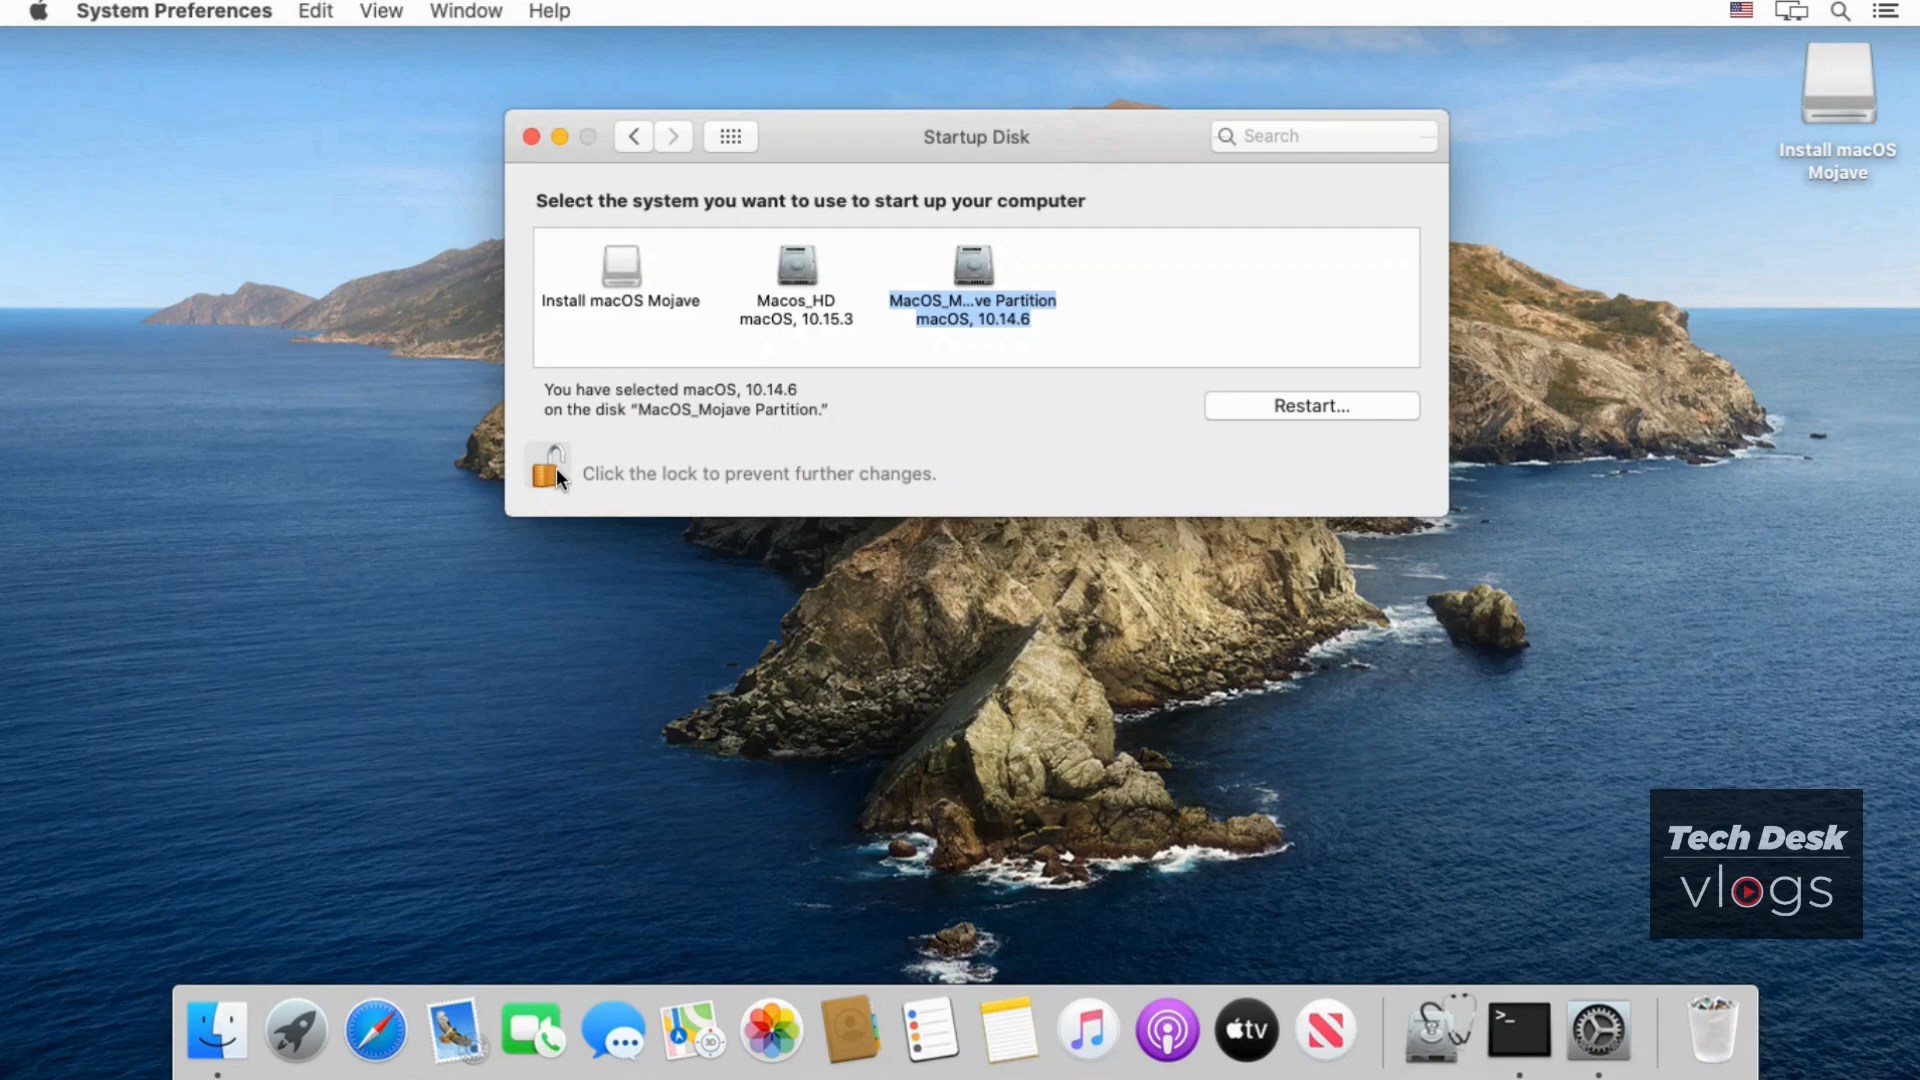 System Preferences Edit View Window Help
Install macOS
Mojave
Startup Disk
Search
Select the system you want to use to start up your computer
Install macOS Mojave
Macos_HD
macOS, 10.15.3
MacOS_M...ve Partition
macOS, 10.14.6
You have selected macOS, 10.14.6
on the disk “MacOS_Mojave Partition.”
Restart...
Click the lock to prevent further changes.
Tech Desk
vlogs
3D
tv
>_